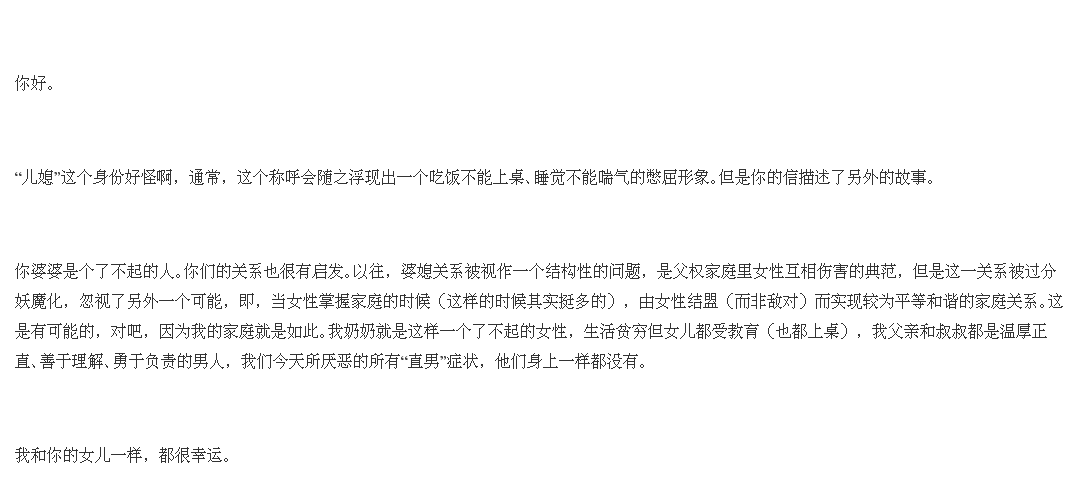 你好。
“儿媳”这个身份好怪啊，通常，这个称呼会随之浮现出一个吃饭不能上桌、睡觉不能喘气的憋屈形象。但是你的信描述了另外的故事。
你婆婆是个了不起的人。你们的关系也很有启发。以往，婆媳关系被视作一个结构性的问题，是父权家庭里女性互相伤害的典范，但是这一关系被过分
妖魔化，忽视了另外一个可能，即，当女性掌握家庭的时候（这样的时候其实挺多的），由女性结盟（而非敌对）而实现较为平等和谐的家庭关系。这
是有可能的，对吧，因为我的家庭就是如此。我奶奶就是这样一个了不起的女性，生活贫穷但女儿都受教育（也都上桌），我父亲和叔叔都是温厚正
直、善于理解、勇于负责的男人，我们今天所厌恶的所有“直男”症状，他们身上一样都没有。
我和你的女儿一样，都很幸运。